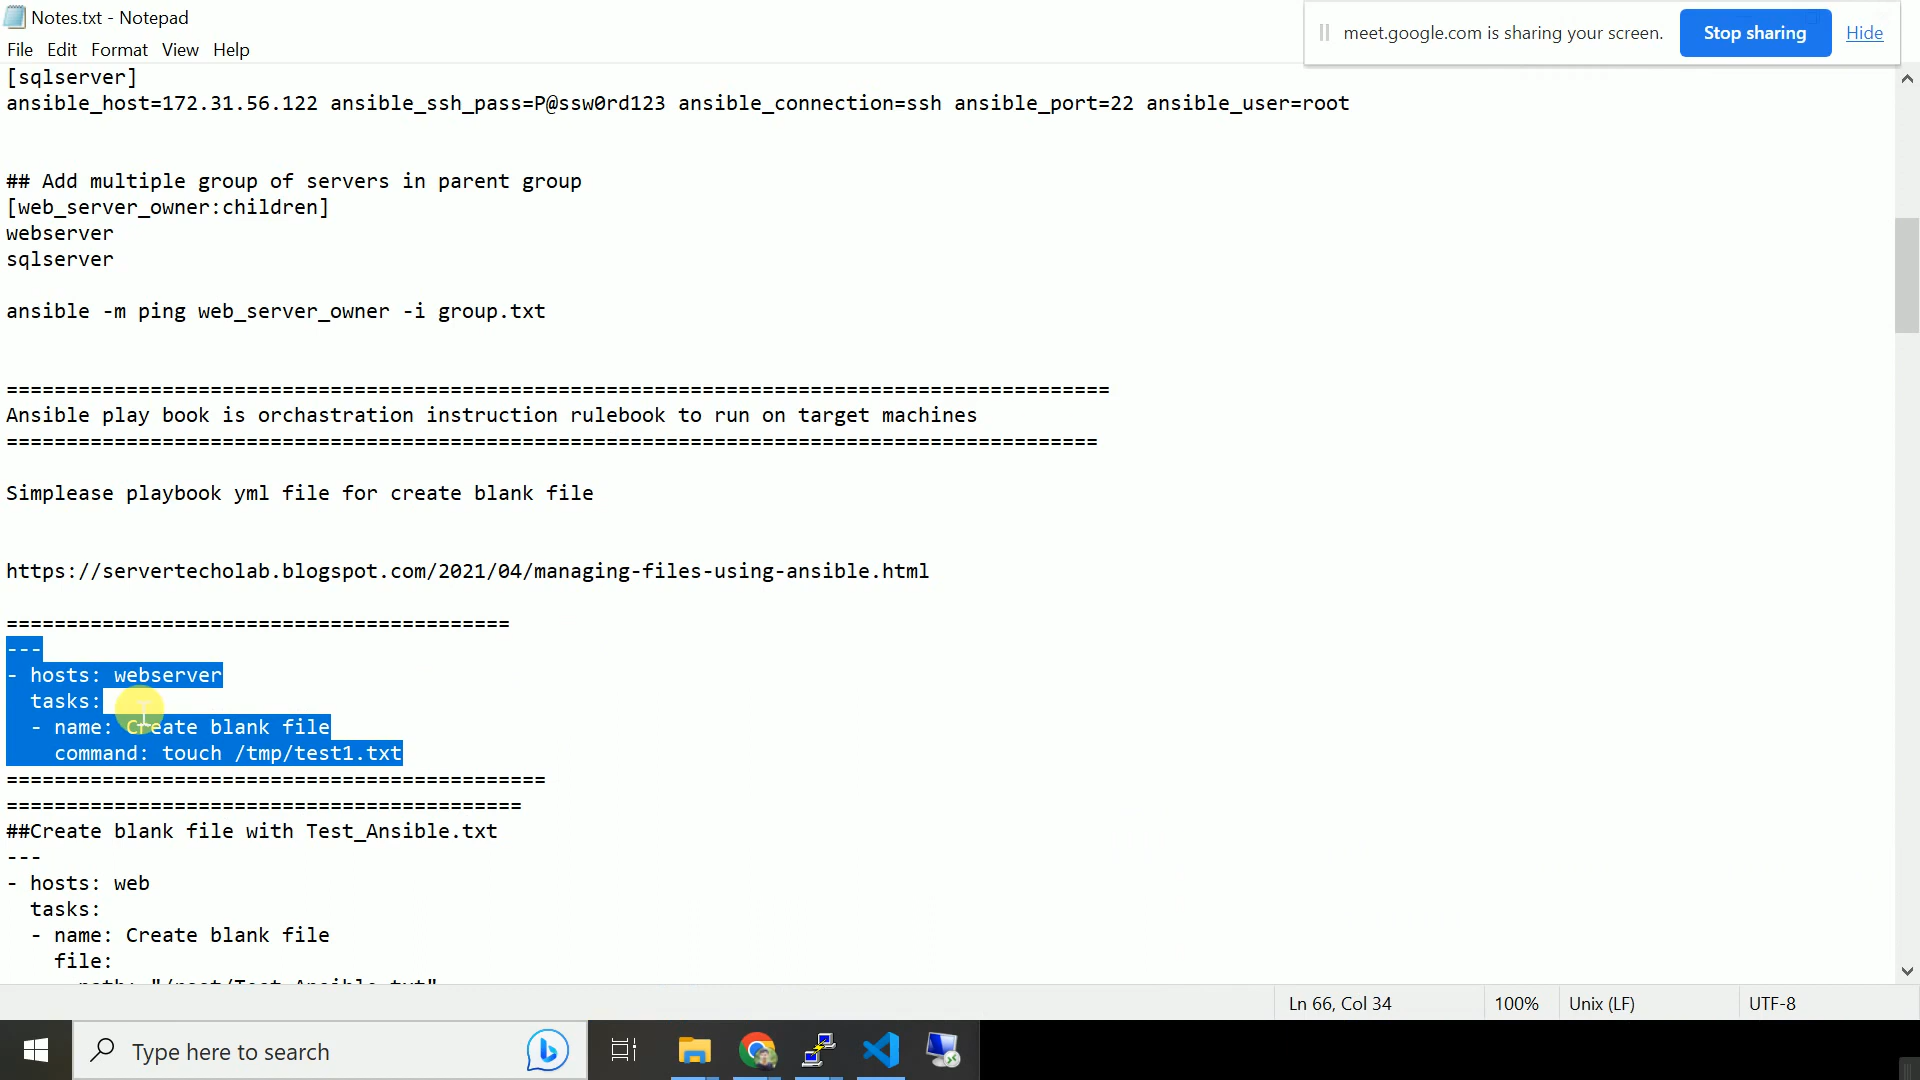 Notes.txt - Notepad
meet.google.com is sharing your screen.
Stop sharing
Hide
File Edit Format View Help
[sqlserver]
ansible_host=172.31.56.122 ansible_ssh_pass=P@ssw0rd123 ansible_connection=ssh ansible_port=22 ansible_user=root
## Add multiple group of servers in parent group
[web_server_owner:children]
webserver
sqlserver
ansible -m ping web_server_owner -i group.txt
============================================================================================
Ansible play book is orchastration instruction rulebook to run on target machines
===========================================================================================
Simplease playbook yml file for create blank file
https://servertecholab.blogspot.com/2021/04/managing-files-using-ansible.html
==========================================
---
- hosts: webserver
  tasks:
  - name: Create blank file
    command: touch /tmp/test1.txt
=============================================
===========================================
##Create blank file with Test_Ansible.txt
---
- hosts: web
  tasks:
  - name: Create blank file
    file:
Ln 66, Col 34
100%
Unix (LF)
UTF-8
Type here to search